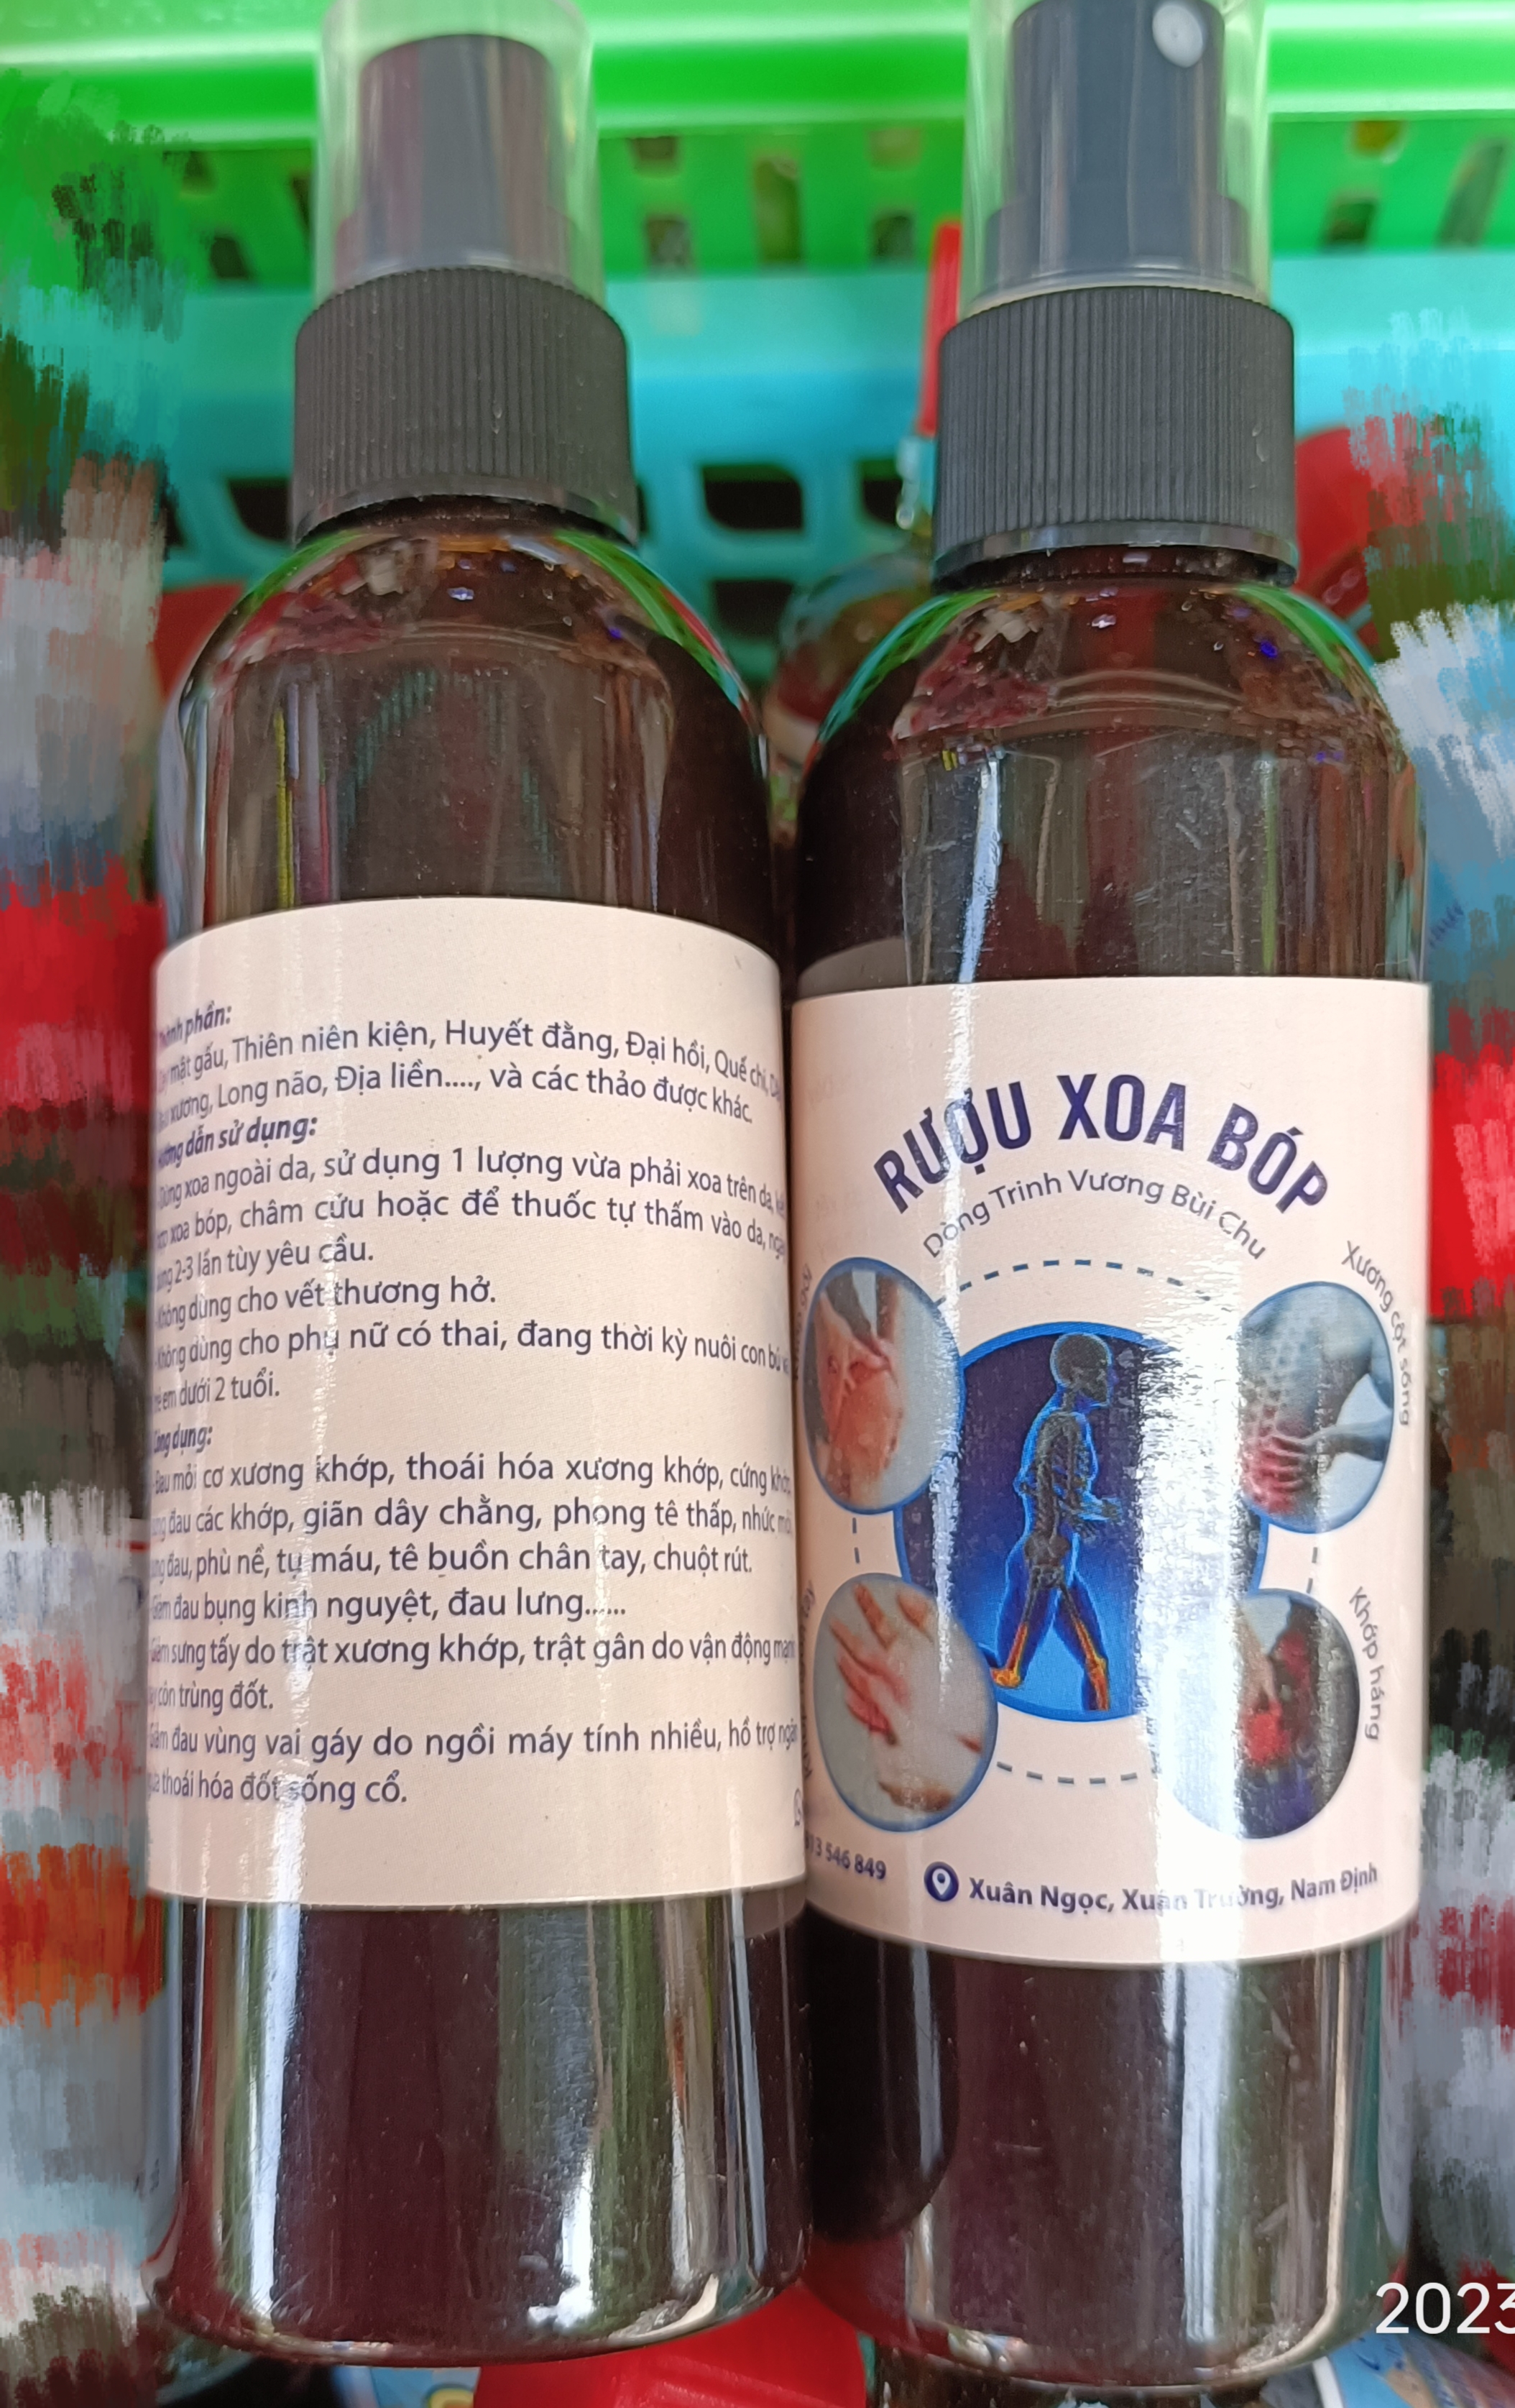 Thành phần:
mật gấu, Thiên niên kiện, Huyết đằng, Đại hồi, Quế chi,
xương, Long não, Địa liền...., và các thảo được khác.
Hướng dẫn sử dụng:
Dùng xoa ngoài da, sử dụng 1 lượng vừa phải xoa trên da,
xoa bóp, châm cứu hoặc để thuốc tự thấm vào da,
2-3 lần tùy yêu cầu.
Không dùng cho vết thương hở.
Không dùng cho phụ nữ có thai, đang thời kỳ nuôi con bú
em dưới 2 tuổi.
Công dụng:
Đau mỏi cơ xương khớp, thoái hóa xương khớp, cứng
đau các khớp, giãn dây chằng, phong tê thấp, nhức
đau, phù nề, tụ máu, tê buồn chân tay, chuột rút.
Giảm đau bụng kinh nguyệt, đau lưng......
Giảm sưng tấy do trật xương khớp, trật gân do vận động mạnh
côn trùng đốt.
Giảm đau vùng vai gáy do ngồi máy tính nhiều, hổ trợ
thoái hóa đốt sống cổ.
RƯỢU XOA BÓP
Dòng Trinh Vương Bùi Chu
Xương cột sống
Khớp háng
546 849
Xuân Ngọc, Xuân Trường, Nam Định
2023